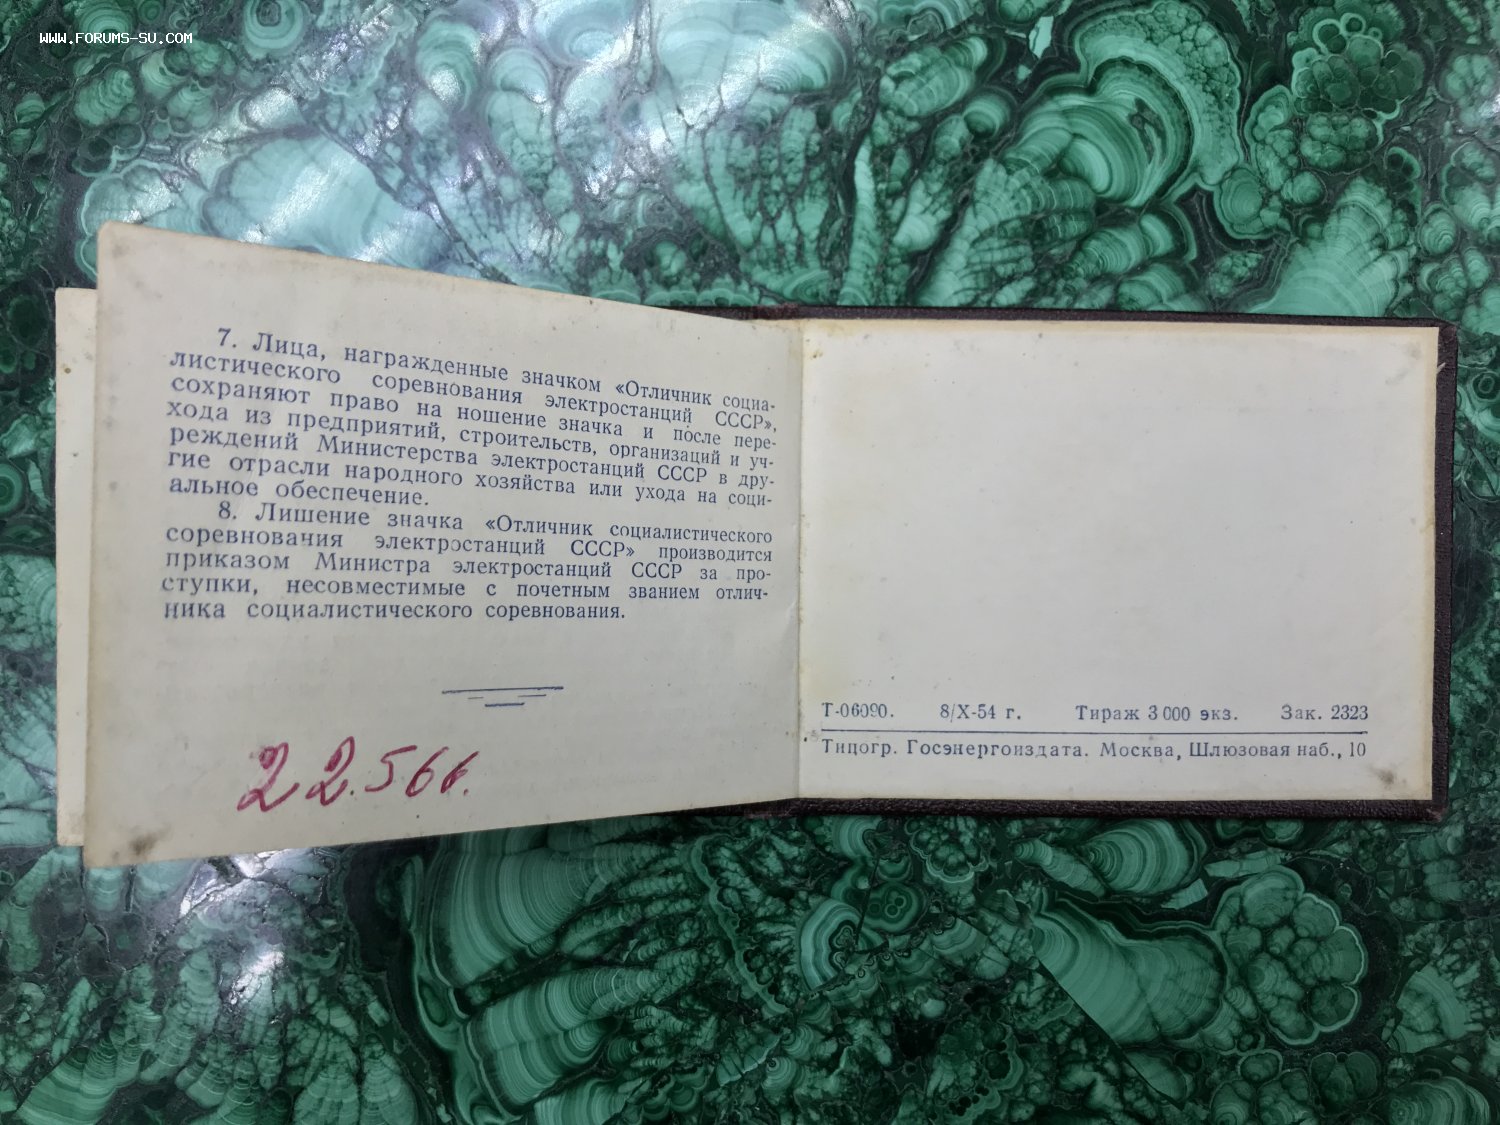 WWW.FORUMS-SU.COM
7. Лица, награжденные значком «Отличник социа-
листического соревнования электростанций СССР»,
сохраняют право на ношение значка и после пере-
хода из предприятий, строительств, организаций и уч-
реждений Министерства электростанций СССР в дру-
гие отрасли народного хозяйства или ухода на соци-
альное обеспечение.
8. Лишение значка «Отличник социалистического
соревнования электростанций СССР» производится
приказом Министра электростанций СССР за про-
ступки, несовместимые с почетным званием отлич-
ника социалистического соревнования.
22.566.
Т-06090. 8/X-54 г. Тираж 3 000 экз. Зак. 2323
Типогр. Госэнергоиздата. Москва, Шлюзовая наб., 10